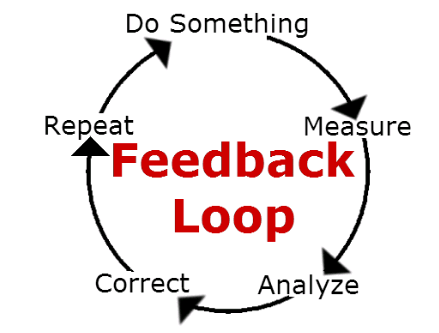 Do Something
Repeat
Measure
Feedback
Loop
Correct
Analyze